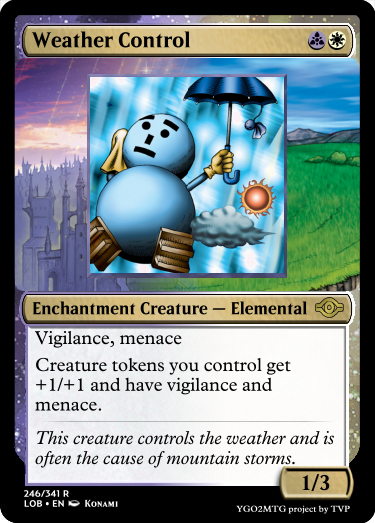 Weather Control
Enchantment Creature — Elemental
Vigilance, menace
Creature tokens you control get
+1/+1 and have vigilance and
menace.
This creature controls the weather and is
often the cause of mountain storms.
1/3
246/341 R
LOB • EN Konami
YGO2MTG project by TVP